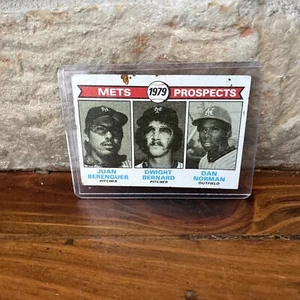 METS 1979 PROSPECTS
JUAN BERENGUER DWIGHT BERNARD DAN NORMAN
PITCHER PITCHER OUTFIELD